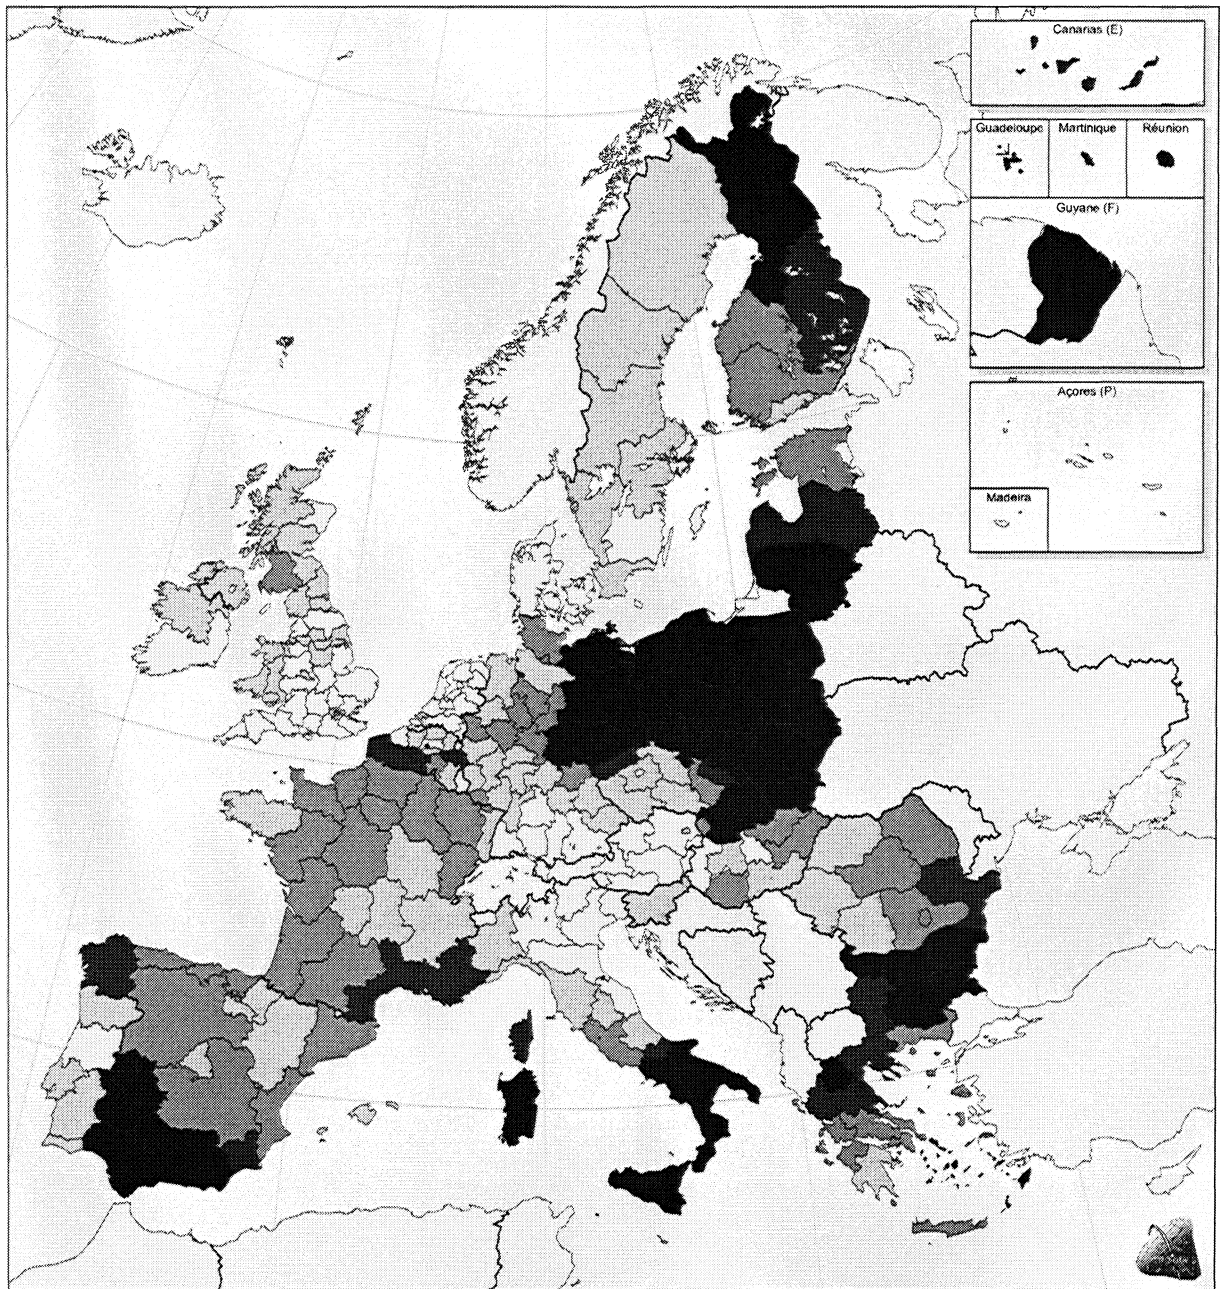 Canarias (E)
Guadeloupe Martinique Réunion
Guyane (F)
Açores (P)
Madeira